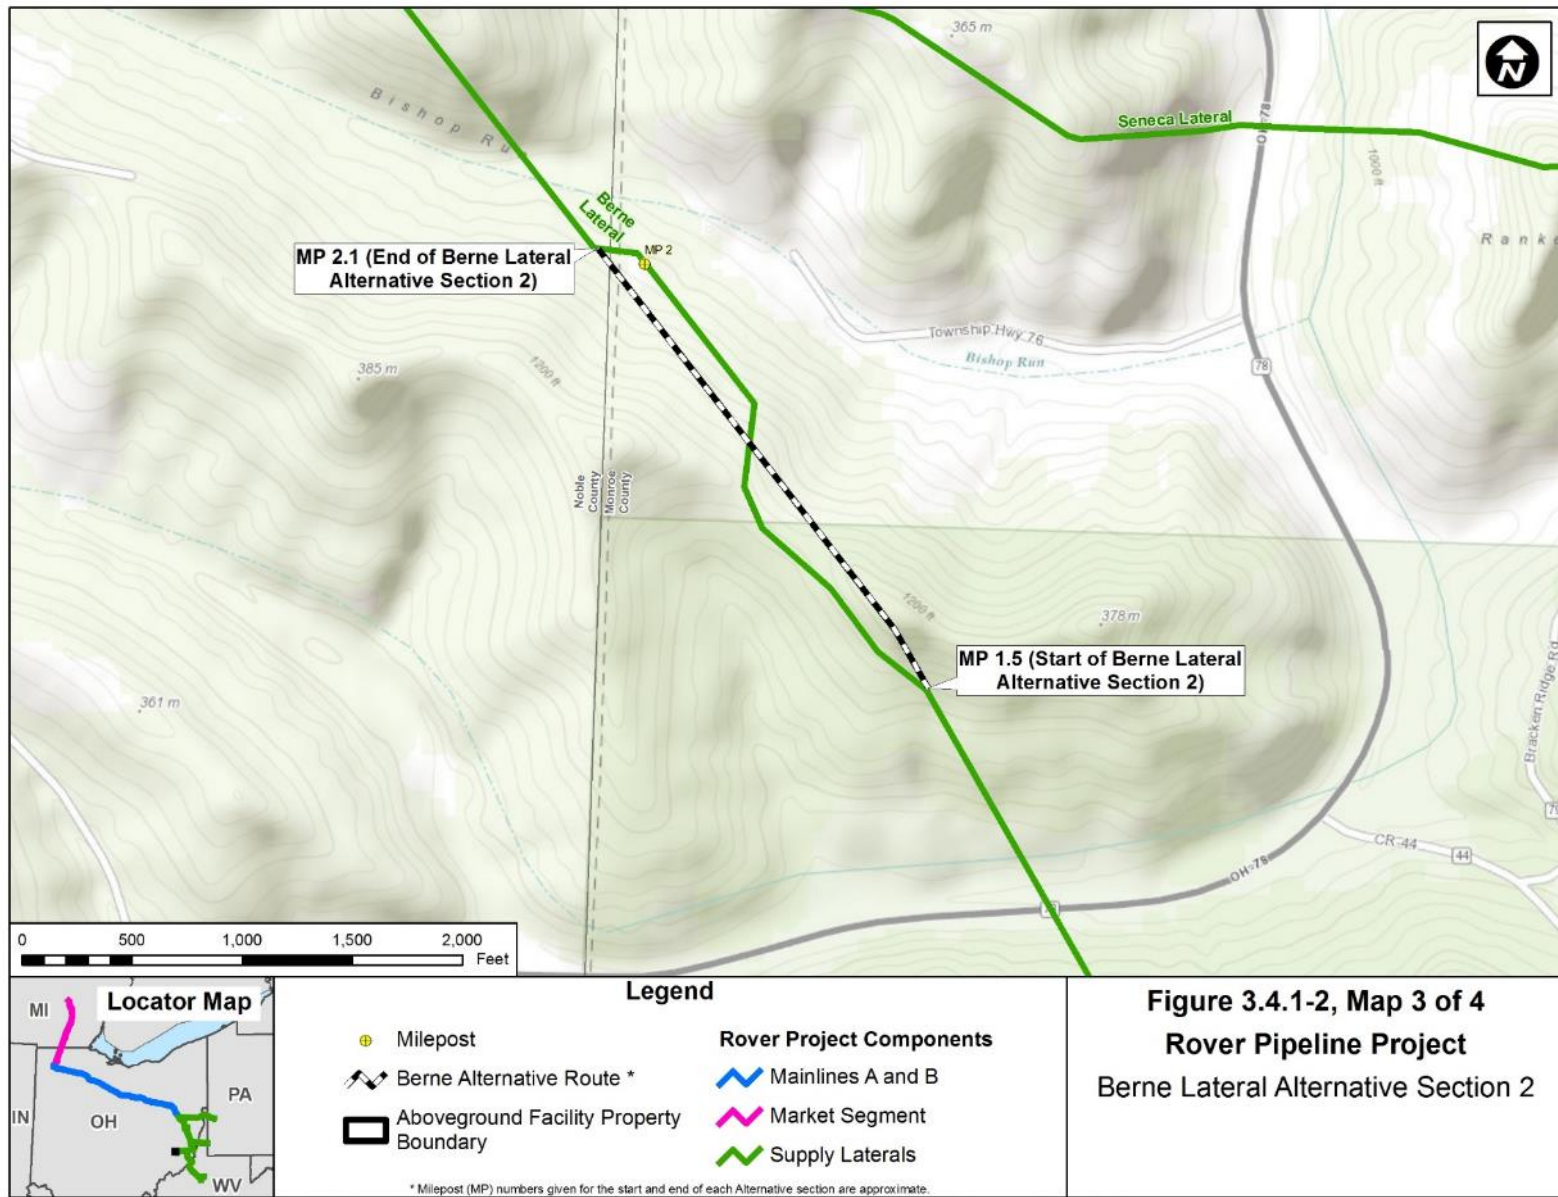 365 m
N
Bishop Run
Seneca Lateral
OH-78
1000 ft
Berne
Lateral
MP 2
MP 2.1 (End of Berne Lateral
Alternative Section 2)
Township Hwy 76
Bishop Run
385 m
1200 ft
78
Noble
County
Monroe
County
1200 ft
378 m
MP 1.5 (Start of Berne Lateral
Alternative Section 2)
361 m
Bracken Ridge Rd
CR-44
44
OH-78
78
0 500 1,000 1,500 2,000
Feet
Locator Map
MI
IN
OH
PA
WV
Legend
Milepost
Berne Alternative Route *
Aboveground Facility Property
Boundary
Rover Project Components
Mainlines A and B
Market Segment
Supply Laterals
* Milepost (MP) numbers given for the start and end of each Alternative section are approximate.
Figure 3.4.1-2, Map 3 of 4
Rover Pipeline Project
Berne Lateral Alternative Section 2